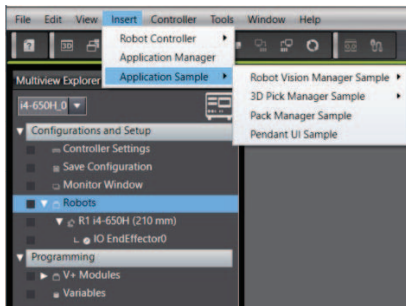 File Edit View Insert Controller Tools Window Help
Robot Controller
Application Manager
Application Sample
Robot Vision Manager Sample
3D Pick Manager Sample
Pack Manager Sample
Pendant UI Sample
3D
Multiview Explorer
i4-650H_0
Configurations and Setup
Controller Settings
Save Configuration
Monitor Window
Robots
R1 i4-650H (210 mm)
IO EndEffector0
Programming
V+ Modules
Variables